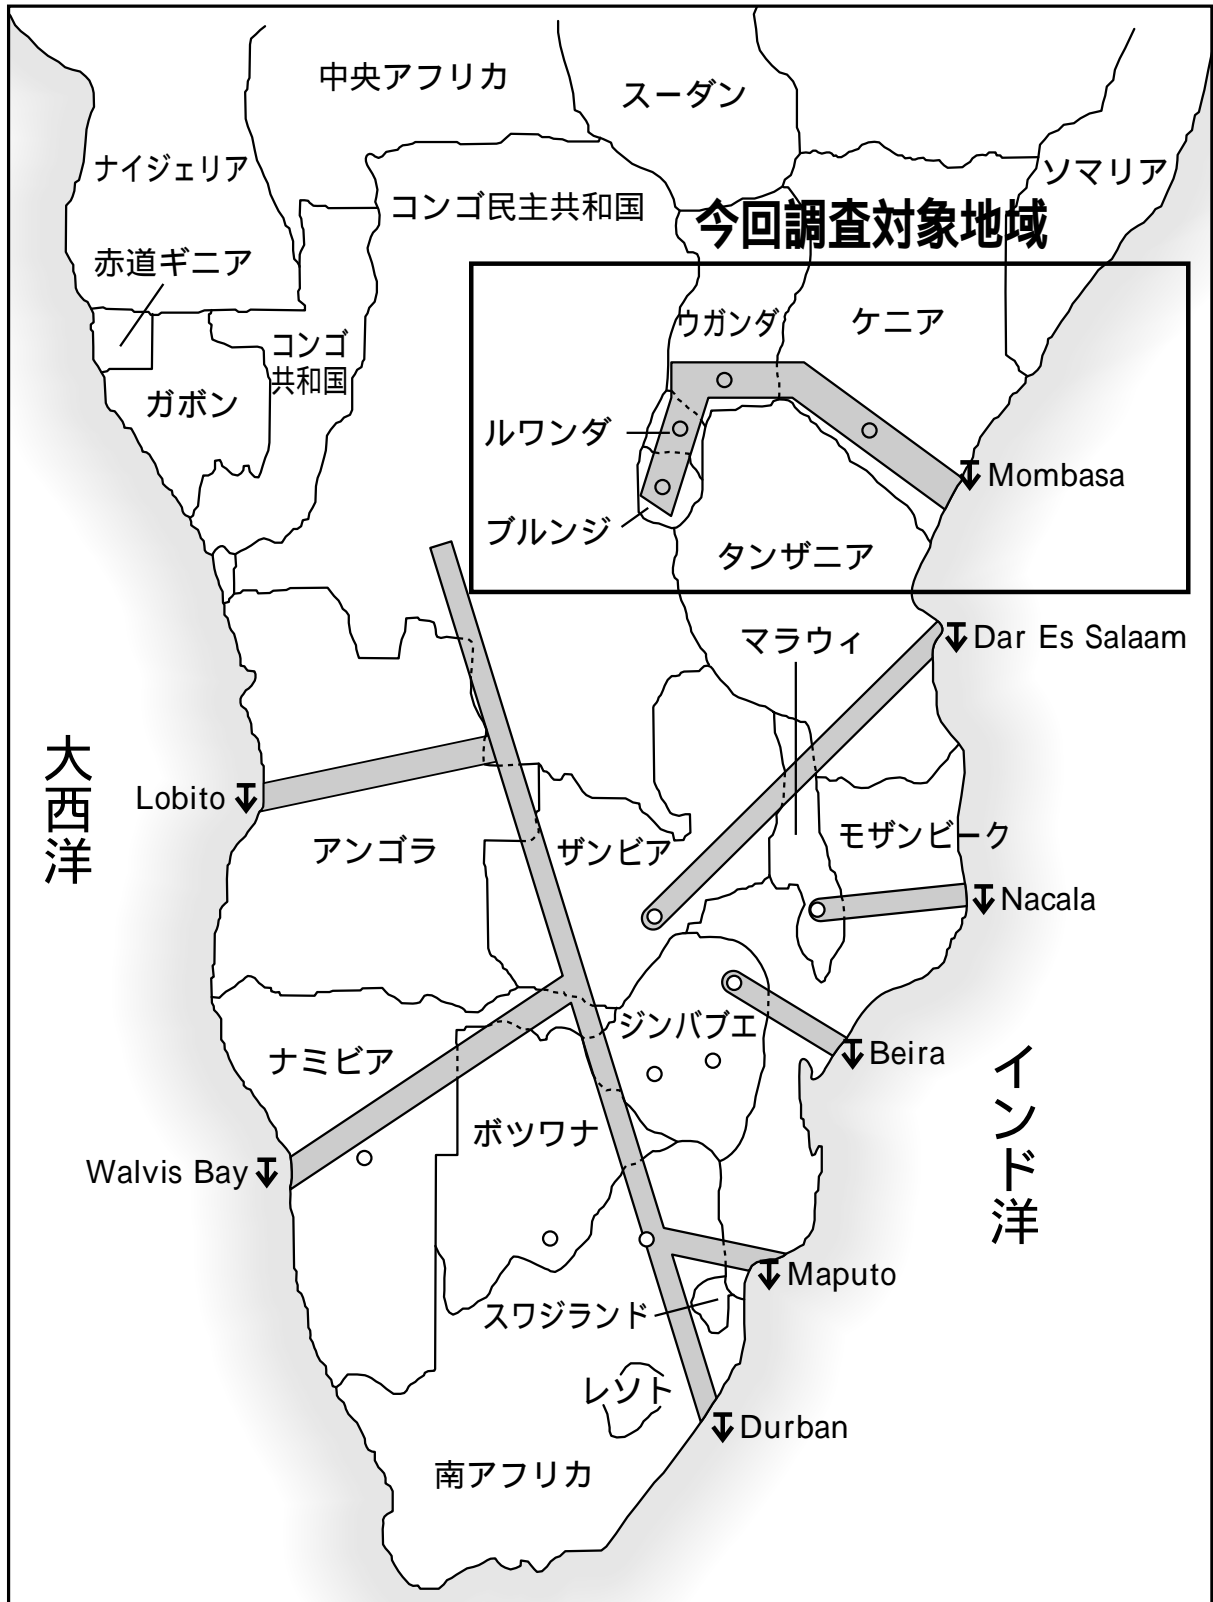 中央アフリカ
スーダン
ナイジェリア
ソマリア
コンゴ民主共和国
今回調査対象地域
赤道ギニア
ウガンダ
ケニア
コンゴ
共和国
ガボン
ルワンダ
Mombasa
ブルンジ
タンザニア
マラウィ
Dar Es Salaam
大西洋
Lobito
アンゴラ
ザンビア
モザンビーク
Nacala
ジンバブエ
ナミビア
Beira
インド洋
ボツワナ
Walvis Bay
Maputo
スワジランド
レソト
Durban
南アフリカ